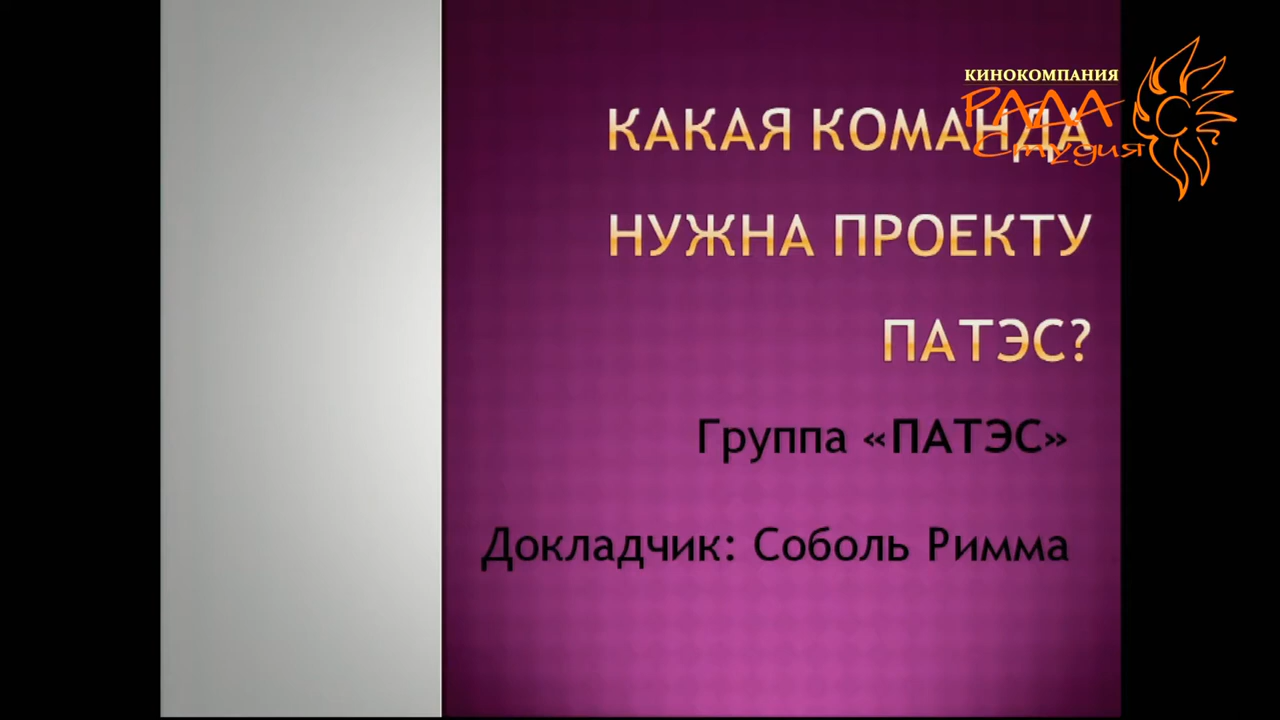 КИНОКОМПАНИЯ
РАДА
Студия
КАКАЯ КОМАНДА
НУЖНА ПРОЕКТУ
ПАТЭС?
Группа «ПАТЭС»
Докладчик: Соболь Римма